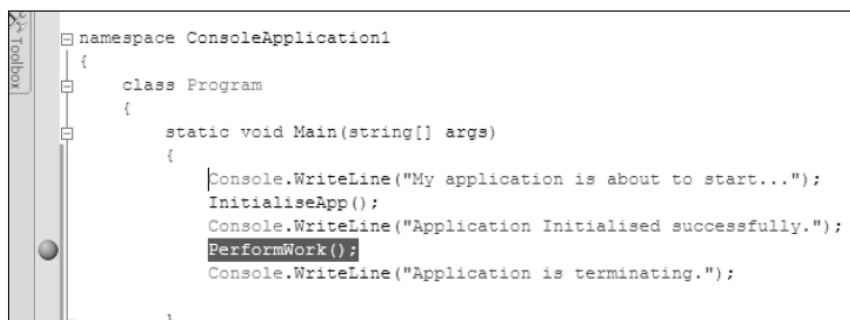 Toolbox
namespace ConsoleApplication1
{
class Program
{
static void Main(string[] args)
{
Console.WriteLine("My application is about to start...");
InitialiseApp();
Console.WriteLine("Application Initialised successfully.");
PerformWork();
Console.WriteLine("Application is terminating.");
}